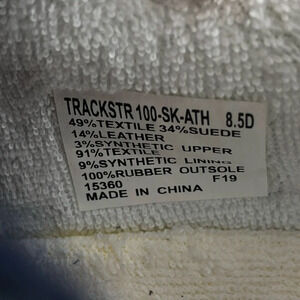 TRACKSTR 100-SK-ATH 8.5D
49%TEXTILE 34%SUEDE
14%LEATHER
3%SYNTHETIC UPPER
91%TEXTILE
9%SYNTHETIC LINING
100%RUBBER OUTSOLE
15360 F19
MADE IN CHINA